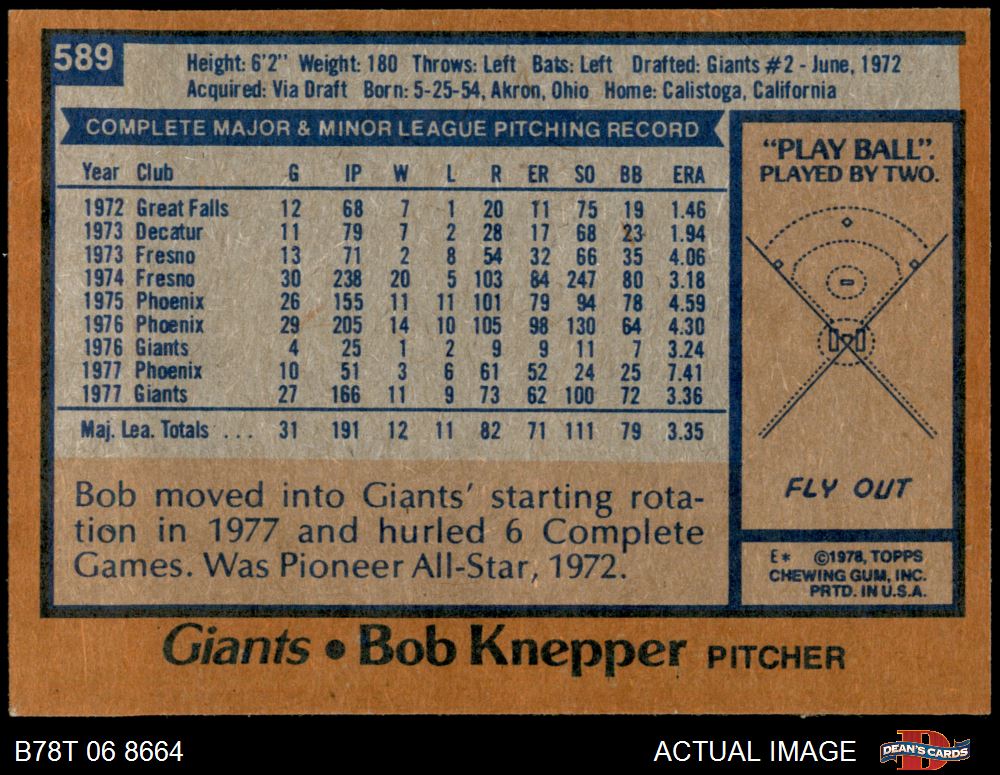 589
Height: 6'2" Weight: 180 Throws: Left Bats: Left Drafted: Giants #2 - June, 1972
Acquired: Via Draft Born: 5-25-54, Akron, Ohio Home: Calistoga, California
COMPLETE MAJOR & MINOR LEAGUE PITCHING RECORD
Year Club G IP W L R ER SO BB ERA
1972 Great Falls 12 68 7 1 20 11 75 19 1.46
1973 Decatur 11 79 7 2 28 17 68 23 1.94
1973 Fresno 13 71 2 8 54 32 66 35 4.06
1974 Fresno 30 238 20 5 103 84 247 80 3.18
1975 Phoenix 26 155 11 11 101 79 94 78 4.59
1976 Phoenix 29 205 14 10 105 98 130 64 4.30
1976 Giants 4 25 1 2 9 9 11 7 3.24
1977 Phoenix 10 51 3 6 61 52 24 25 7.41
1977 Giants 27 166 11 9 73 62 100 72 3.36
Maj. Lea. Totals ... 31 191 12 11 82 71 111 79 3.35
Bob moved into Giants' starting rota-
tion in 1977 and hurled 6 Complete
Games. Was Pioneer All-Star, 1972.
"PLAY BALL".
PLAYED BY TWO.
FLY OUT
E* ©1978, TOPPS
CHEWING GUM, INC.
PRTD. IN U.S.A.
Giants • Bob Knepper PITCHER
B78T 06 8664
ACTUAL IMAGE
D
DEAN'S CARDS